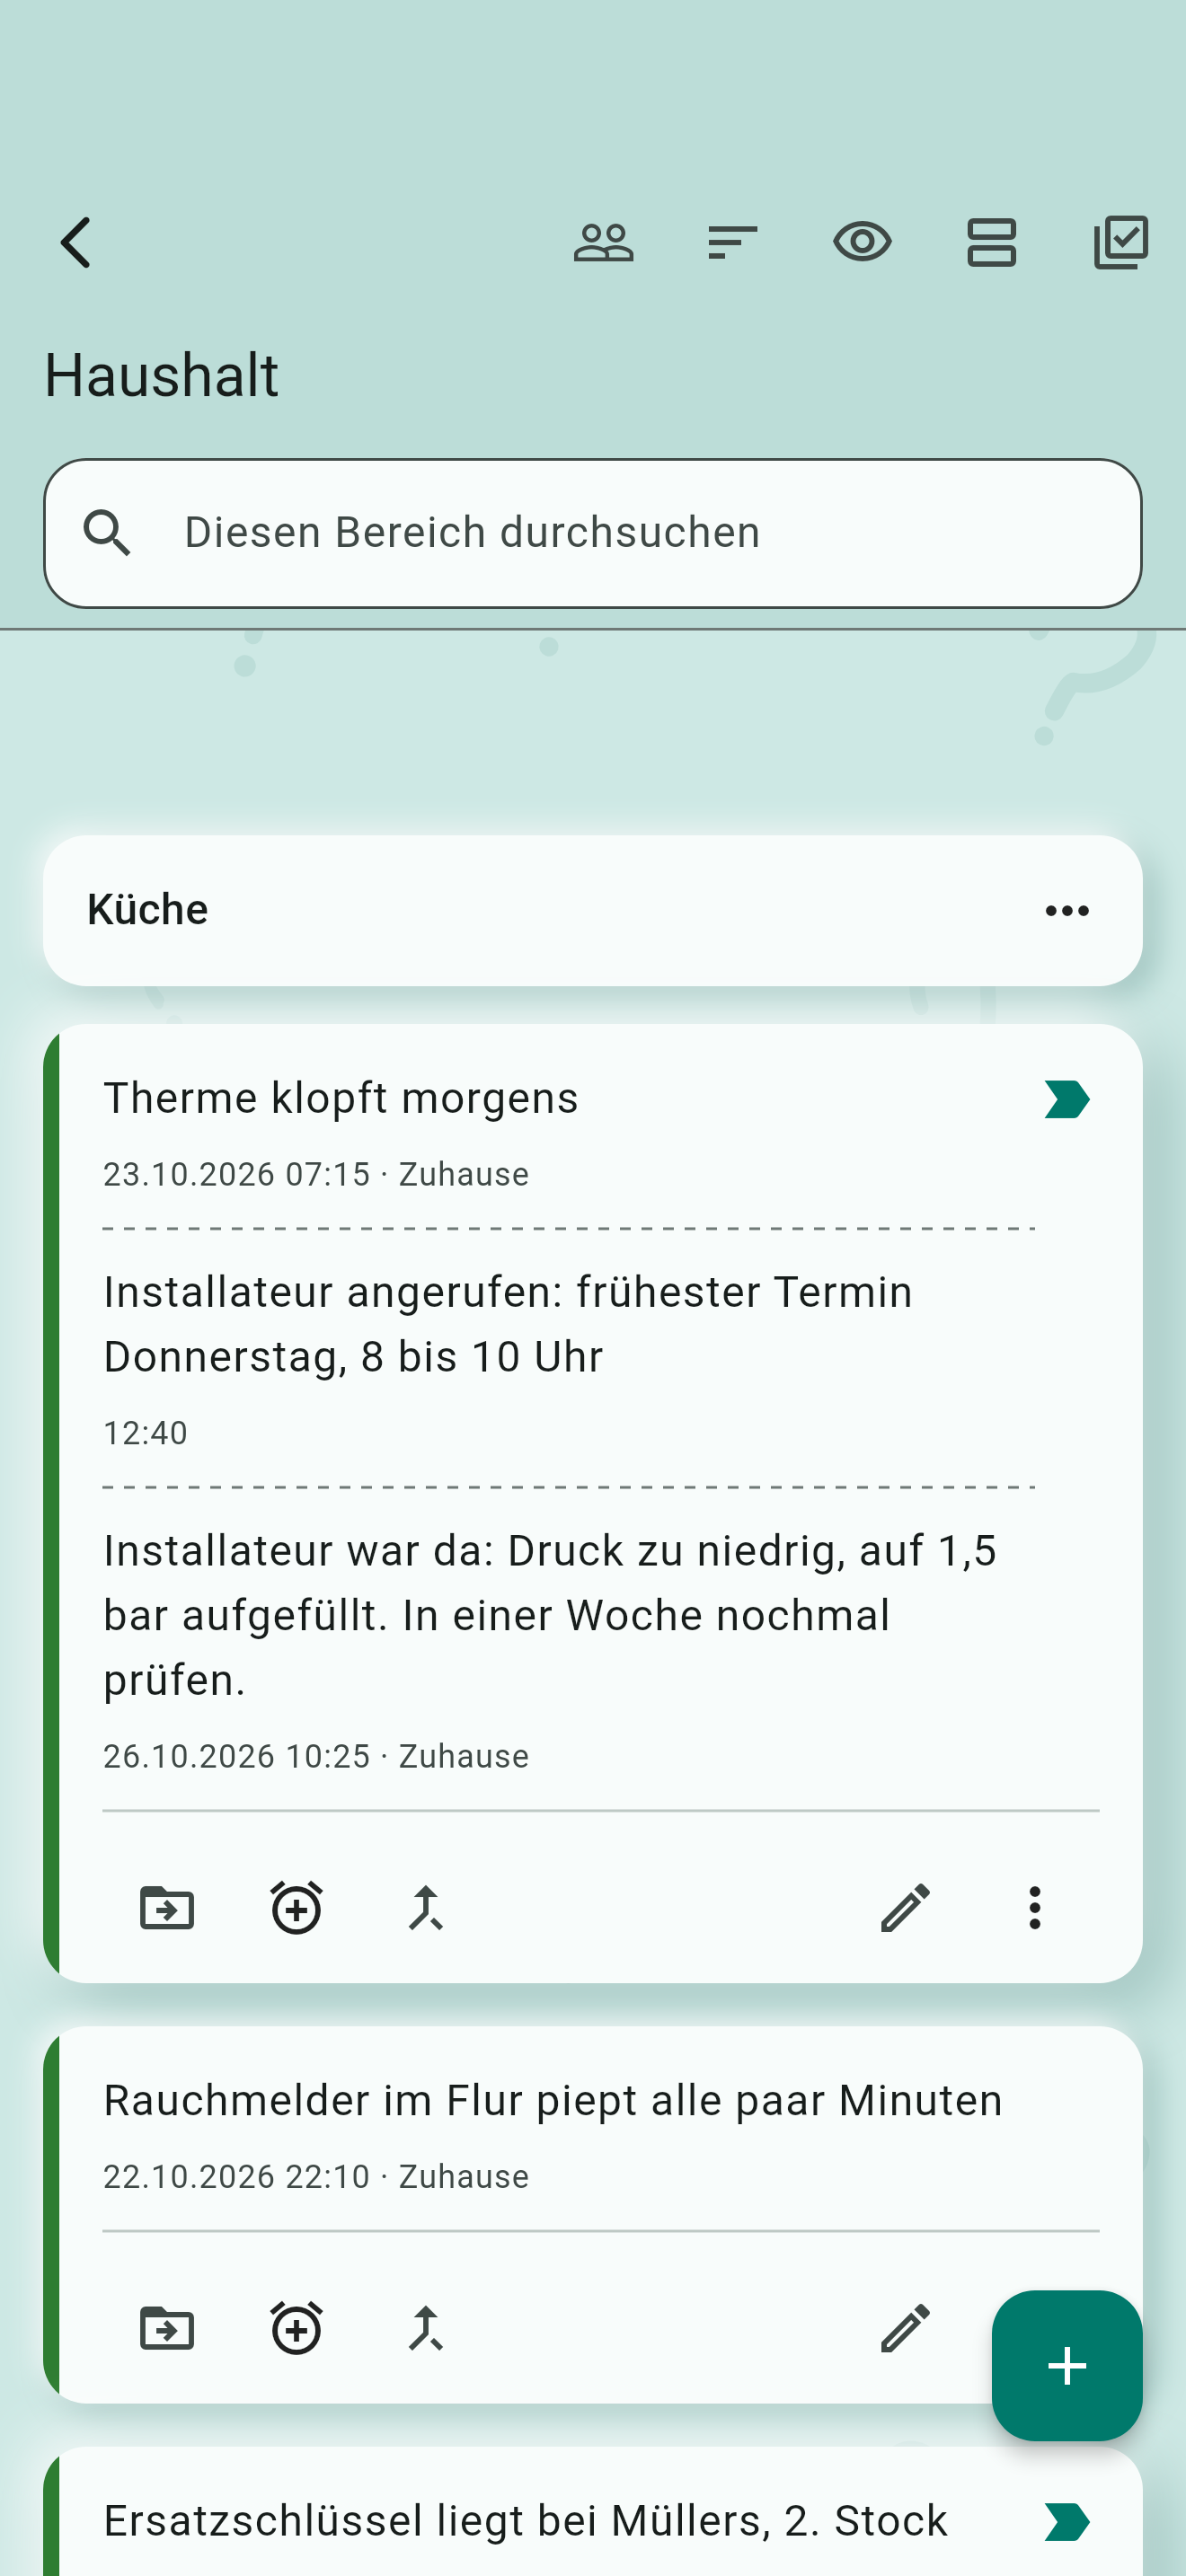 Haushalt
Diesen Bereich durchsuchen
Küche
Therme klopft morgens
23.10.2026 07:15 · Zuhause
Installateur angerufen: frühester Termin
Donnerstag, 8 bis 10 Uhr
12:40
Installateur war da: Druck zu niedrig, auf 1,5
bar aufgefüllt. In einer Woche nochmal
prüfen.
26.10.2026 10:25 · Zuhause
Rauchmelder im Flur piept alle paar Minuten
22.10.2026 22:10 · Zuhause
Ersatzschlüssel liegt bei Müllers, 2. Stock